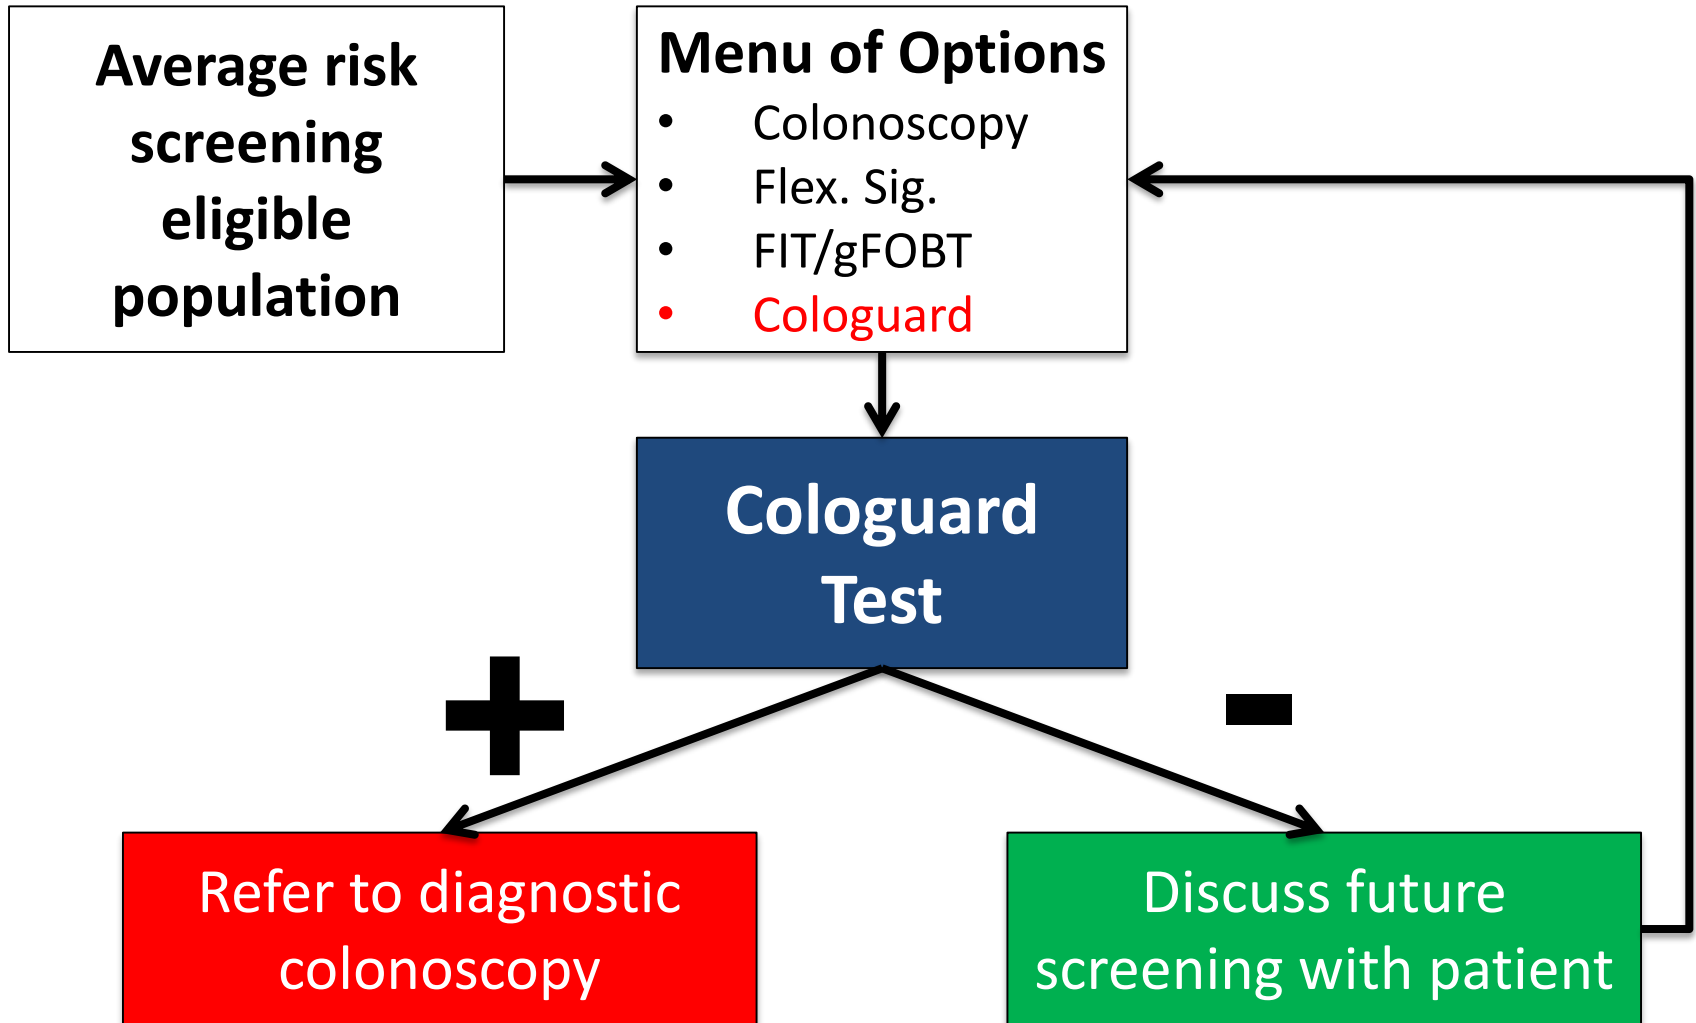 Average risk
screening
eligible
population
Menu of Options
• Colonoscopy
• Flex. Sig.
• FIT/gFOBT
• Cologuard
Cologuard
Test
+
-
Refer to diagnostic
colonoscopy
Discuss future
screening with patient